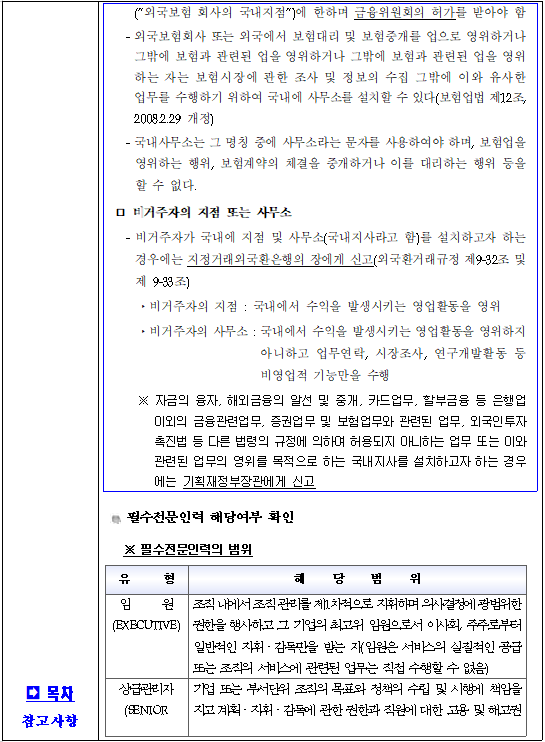 ("외국보험 회사의 국내지점")에 한하며 금융위원회의 허가를 받아야 함
- 외국보험회사 또는 외국에서 보험대리 및 보험중개를 업으로 영위하거나
그밖에 보험과 관련된 업을 영위하거나 그밖에 보험과 관련된 업을 영위
하는 자는 보험시장에 관한 조사 및 정보의 수집 그밖에 이와 유사한
업무를 수행하기 위하여 국내에 사무소를 설치할 수 있다(보험업법 제12조,
2008.2.29 개정)
- 국내사무소는 그 명칭 중에 사무소라는 문자를 사용하여야 하며, 보험업을
영위하는 행위, 보험계약의 체결을 중개하거나 이를 대리하는 행위 등을
할 수 없다.
□ 비거주자의 지점 또는 사무소
- 비거주자가 국내에 지점 및 사무소(국내지사라고 함)를 설치하고자 하는
경우에는 지정거래외국환은행의 장에게 신고(외국환거래규정 제9-32조 및
제 9-33조)
‣ 비거주자의 지점 : 국내에서 수익을 발생시키는 영업활동을 영위
‣ 비거주자의 사무소 : 국내에서 수익을 발생시키는 영업활동을 영위하지
아니하고 업무연락, 시장조사, 연구개발활동 등
비영업적 기능만을 수행
※ 자금의 융자, 해외금융의 알선 및 중개, 카드업무, 할부금융 등 은행업
이외의 금융관련업무, 증권업무 및 보험업무와 관련된 업무, 외국인투자
촉진법 등 다른 법령의 규정에 의하여 허용되지 아니하는 업무 또는 이와
관련된 업무의 영위를 목적으로 하는 국내지사를 설치하고자 하는 경우
에는 기획재정부장관에게 신고
필수전문인력 해당여부 확인
※ 필수전문인력의 범위
유 형 해 당 범 위
임 원 조직 내에서 조직 관리를 제1차적으로 지휘하며 의사결정에 광범위한
(EXECUTIVE) 권한을 행사하고 그 기업의 최고위 임원으로서 이사회, 주주로부터
일반적인 지휘·감독만을 받는 자(임원은 서비스의 실질적인 공급
또는 조직의 서비스에 관련된 업무는 직접 수행할 수 없음)
➲ 목차 상급관리자 기업 또는 부서단위 조직의 목표와 정책의 수립 및 시행에 책임을
참고사항 (SENIOR 지고 계획·지휘·감독에 관한 권한과 직원에 대한 고용 및 해고권